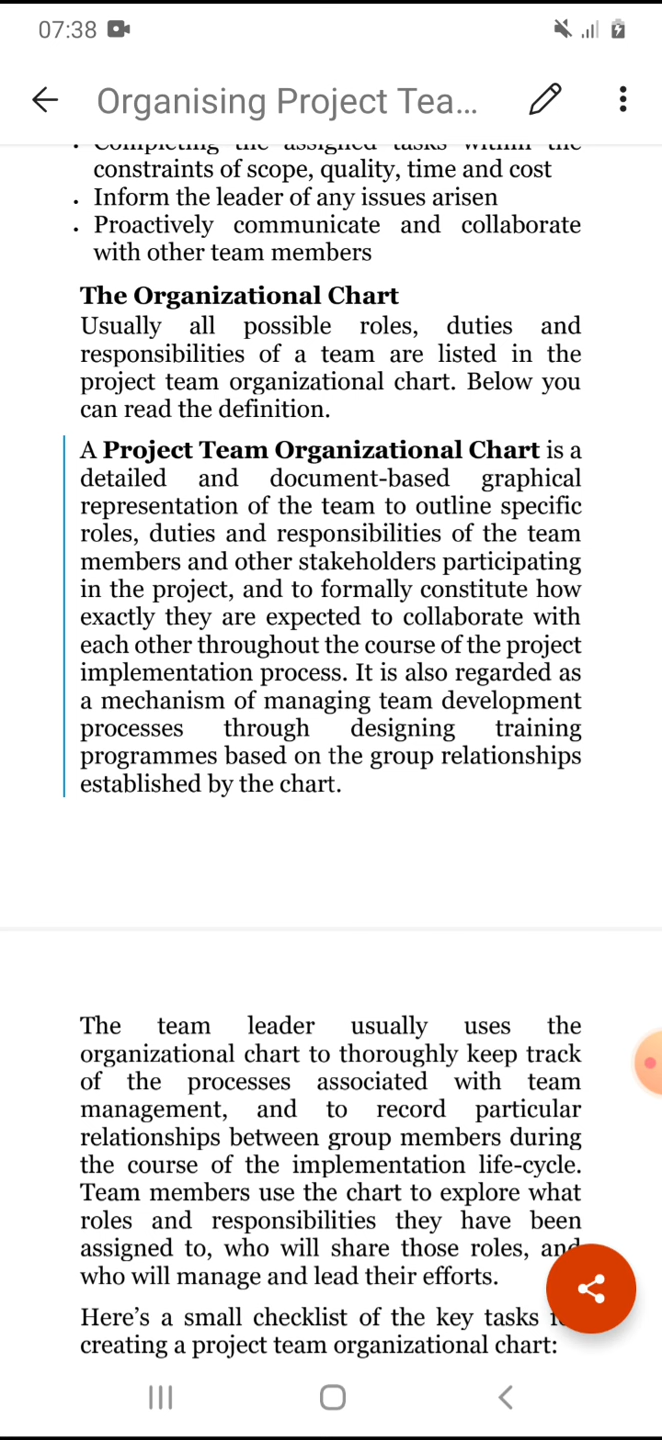 07:38
Organising Project Tea...
• Completing the assigned tasks within the
constraints of scope, quality, time and cost
• Inform the leader of any issues arisen
• Proactively communicate and collaborate
with other team members
The Organizational Chart
Usually all possible roles, duties and
responsibilities of a team are listed in the
project team organizational chart. Below you
can read the definition.
A Project Team Organizational Chart is a
detailed and document-based graphical
representation of the team to outline specific
roles, duties and responsibilities of the team
members and other stakeholders participating
in the project, and to formally constitute how
exactly they are expected to collaborate with
each other throughout the course of the project
implementation process. It is also regarded as
a mechanism of managing team development
processes through designing training
programmes based on the group relationships
established by the chart.
The team leader usually uses the
organizational chart to thoroughly keep track
of the processes associated with team
management, and to record particular
relationships between group members during
the course of the implementation life-cycle.
Team members use the chart to explore what
roles and responsibilities they have been
assigned to, who will share those roles, and
who will manage and lead their efforts.
Here's a small checklist of the key tasks
creating a project team organizational chart: